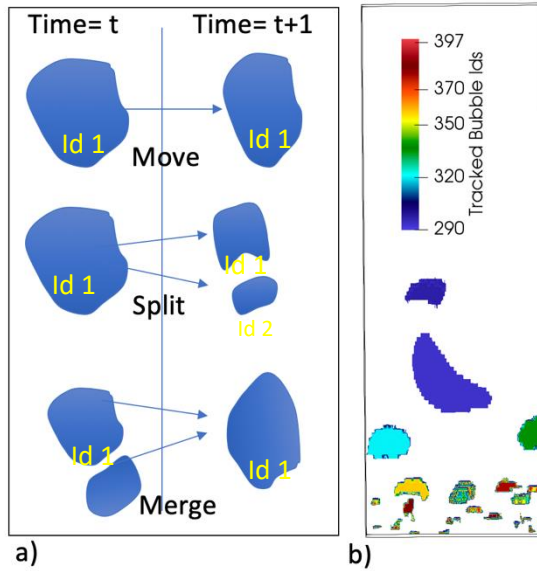 Time= t
Time= t+1
Id 1
Id 1
Move
Id 1
Id 1
Id 2
Split
Id 1
Id 1
Merge
a)
397
370
350
320
290
Tracked Bubble Ids
b)